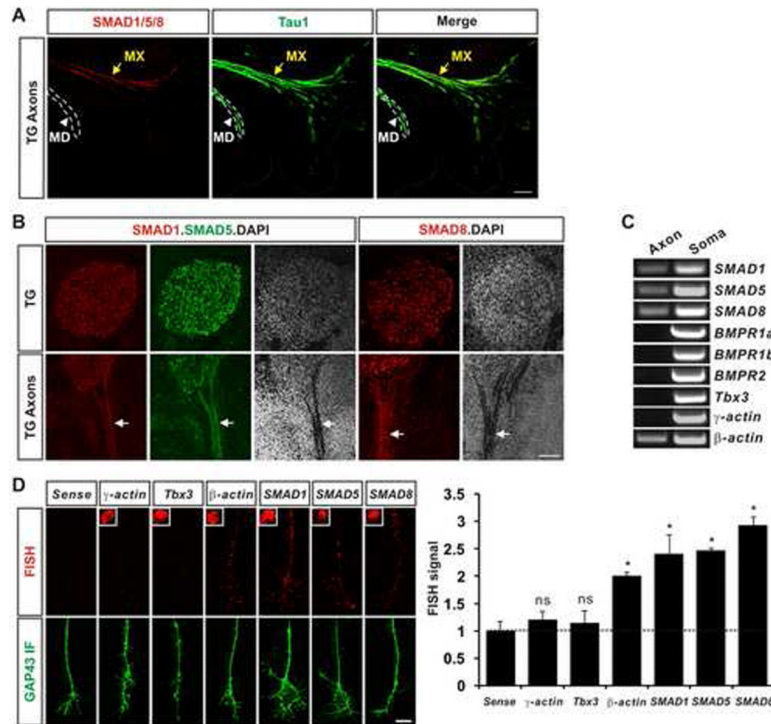 A
SMAD1/5/8 Tau1 Merge
TG Axons
MX MX MX
MD MD MD
B
SMAD1.SMAD5.DAPI SMAD8.DAPI
TG
TG Axons
C
Axon Soma
SMAD1
SMAD5
SMAD8
BMPR1a
BMPR1b
BMPR2
Tbx3
γ-actin
β-actin
D
Sense γ-actin Tbx3 β-actin SMAD1 SMAD5 SMAD8
FISH
GAP43 IF
FISH signal
3.5
3
2.5
2
1.5
1
0.5
0
ns ns * * * *
Sense γ-actin Tbx3 β-actin SMAD1 SMAD5 SMAD8